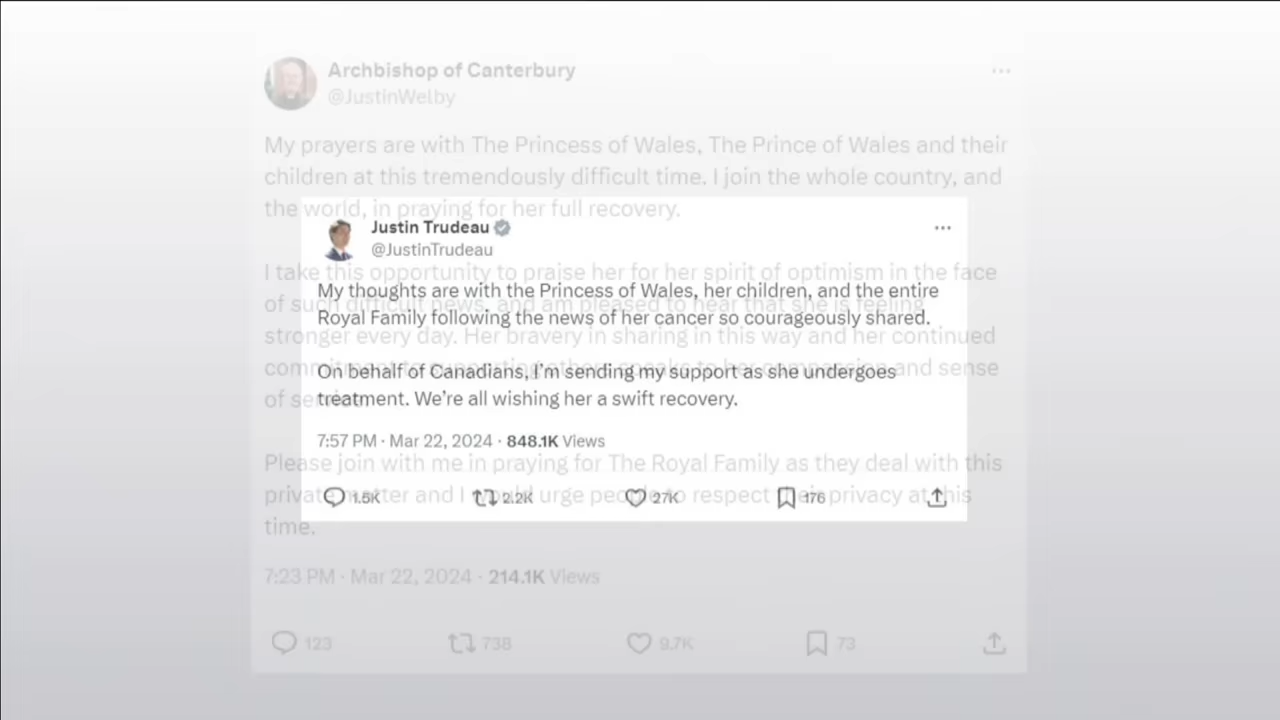 Archbishop of Canterbury
@JustinWelby
My prayers are with The Princess of Wales, The Prince of Wales and their
children at this tremendously difficult time. I join the whole country, and
the world, in praying for her full recovery.
I take this opportunity to praise her for her spirit of optimism in the face
of such difficult news, and am pleased to hear that she is feeling
stronger every day. Her bravery in sharing in this way and her continued
commitment to supporting others speaks to her compassion and sense
of service.
Please join with me in praying for The Royal Family as they deal with this
private matter and I would urge people to respect their privacy at this
time.
7:23 PM · Mar 22, 2024 · 214.1K Views
123 738 9.7K 73
Justin Trudeau
@JustinTrudeau
My thoughts are with the Princess of Wales, her children, and the entire
Royal Family following the news of her cancer so courageously shared.
On behalf of Canadians, I'm sending my support as she undergoes
treatment. We're all wishing her a swift recovery.
7:57 PM · Mar 22, 2024 · 848.1K Views
1.5K 2.2K 27K 176